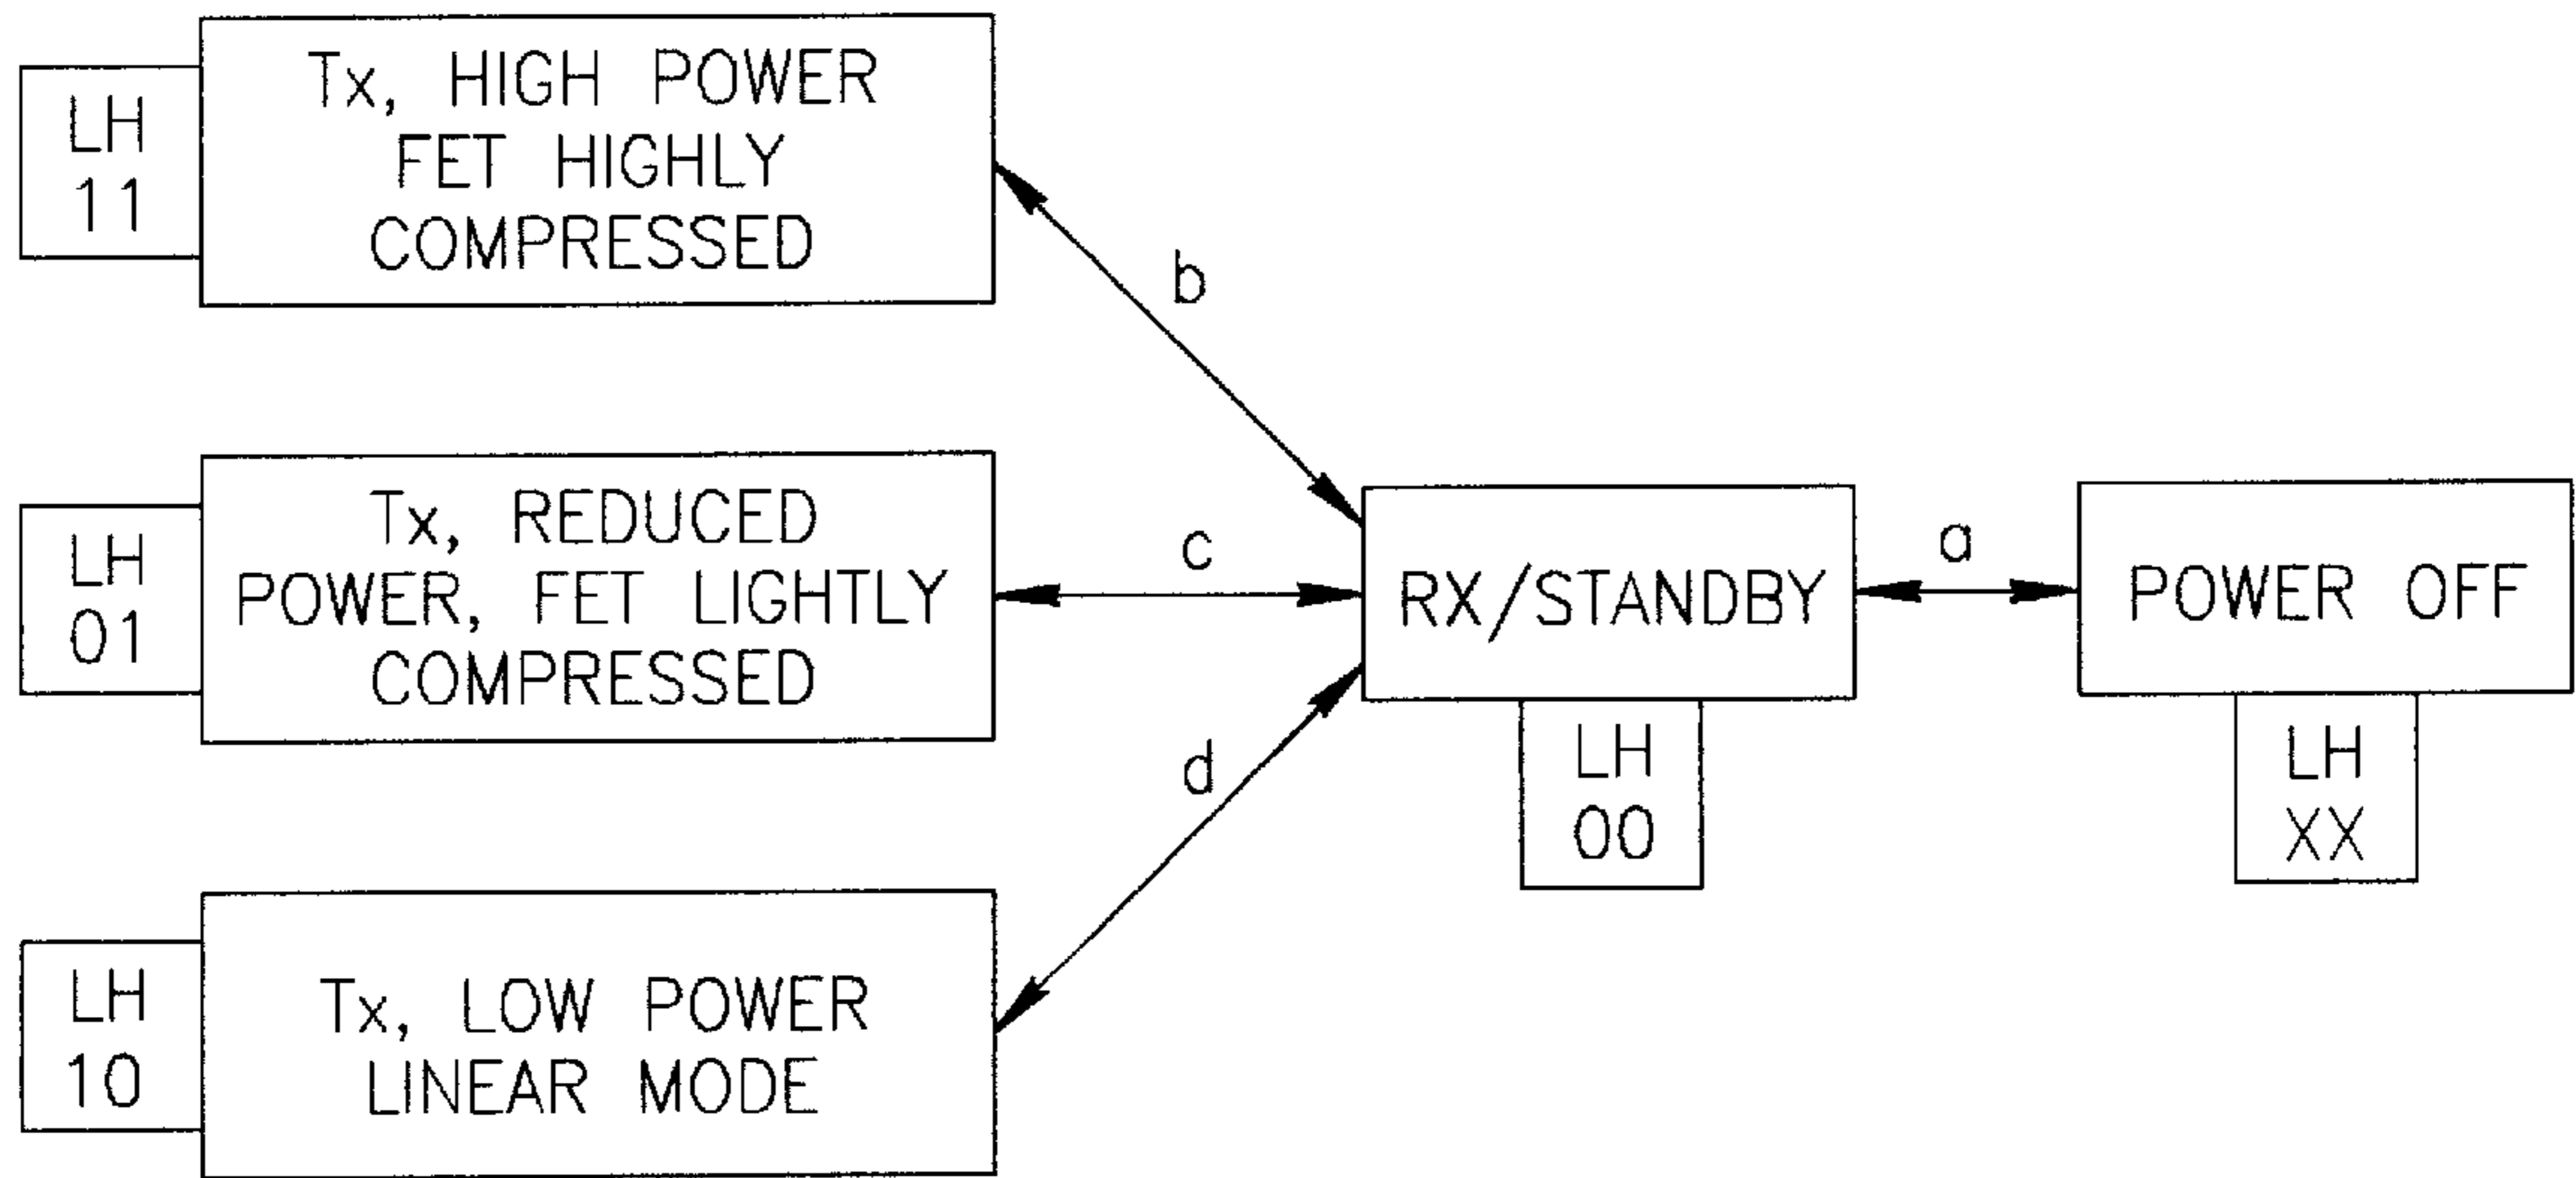 LH
11
Tx, HIGH POWER
FET HIGHLY
COMPRESSED
b
LH
01
Tx, REDUCED
POWER, FET LIGHTLY
COMPRESSED
c
RX/STANDBY
a
POWER OFF
d
LH
00
LH
XX
LH
10
Tx, LOW POWER
LINEAR MODE